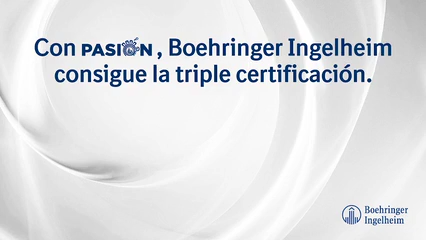 Con PASIÓN, Boehringer Ingelheim
consigue la triple certificación.
Boehringer
Ingelheim